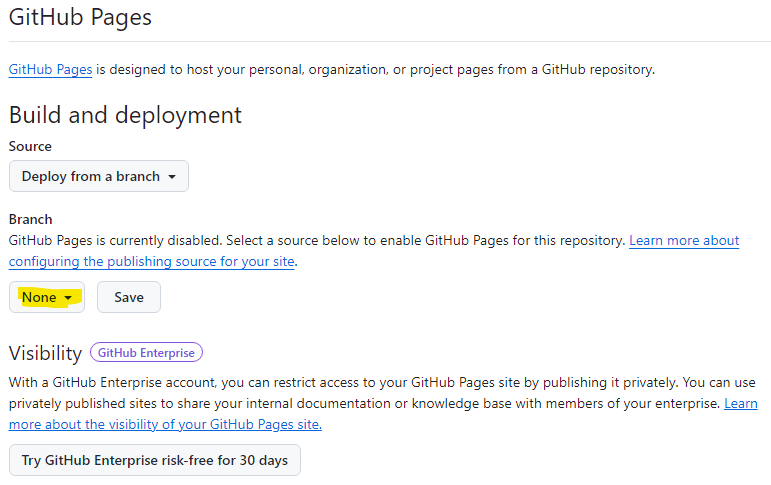 GitHub Pages
GitHub Pages is designed to host your personal, organization, or project pages from a GitHub repository.
Build and deployment
Source
Deploy from a branch
Branch
GitHub Pages is currently disabled. Select a source below to enable GitHub Pages for this repository. Learn more about
configuring the publishing source for your site.
None Save
Visibility GitHub Enterprise
With a GitHub Enterprise account, you can restrict access to your GitHub Pages site by publishing it privately. You can use
privately published sites to share your internal documentation or knowledge base with members of your enterprise. Learn
more about the visibility of your GitHub Pages site.
Try GitHub Enterprise risk-free for 30 days